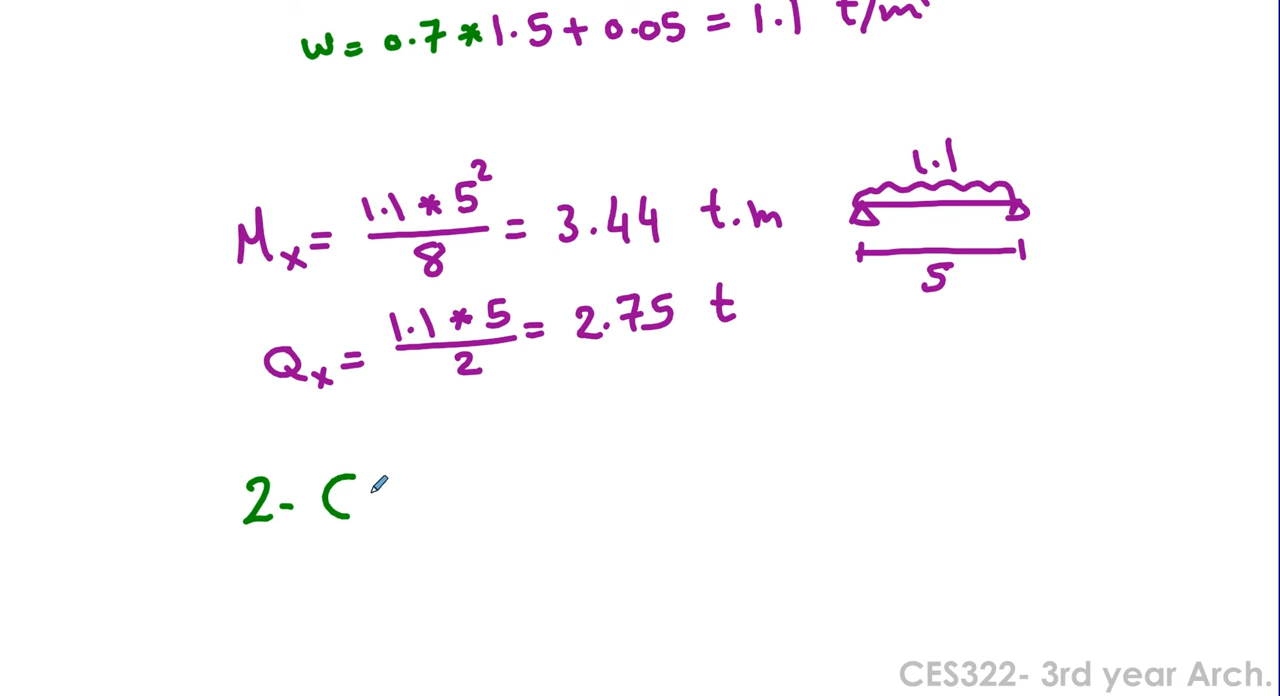 w = 0.7 * 1.5 + 0.05 = 1.1 t/m'
1.1
Mx = 1.1 * 5² / 8 = 3.44 t.m
5
Qx = 1.1 * 5 / 2 = 2.75 t
2- C
CES322- 3rd year Arch.